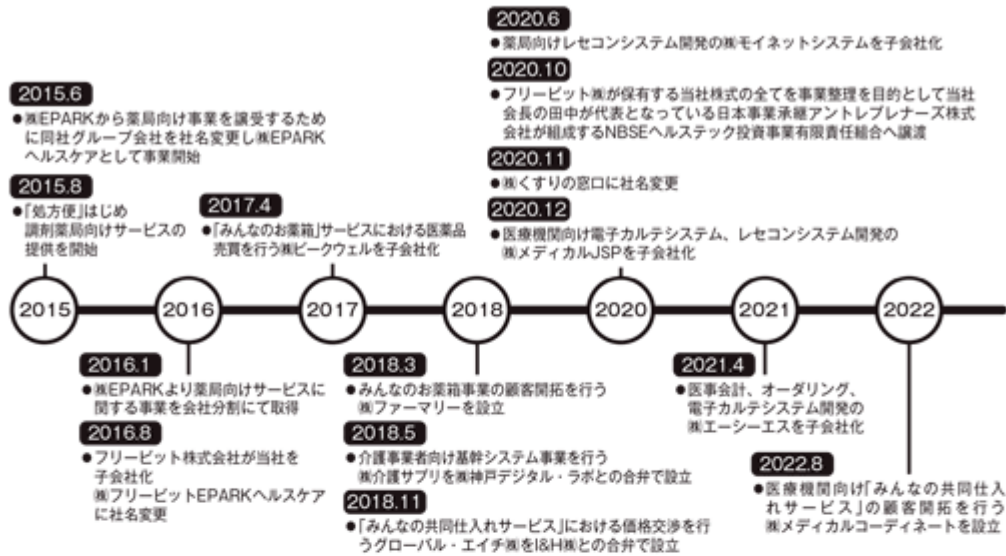 2015.6
●㈱EPARKから薬局向け事業を譲受するため
に同社グループ会社を社名変更し㈱EPARK
ヘルスケアとして事業開始
2015.8
●「処方便」はじめ
調剤薬局向けサービスの
提供を開始
2017.4
●「みんなのお薬箱」サービスにおける医薬品
売買を行う㈱ピークウェルを子会社化
2020.6
●薬局向けレセコンシステム開発の㈱モイネットシステムを子会社化
2020.10
●フリービット㈱が保有する当社株式の全てを事業整理を目的として当社
会長の田中が代表となっている日本事業承継アントレプレナーズ株式
会社が組成するNBSEヘルステック投資事業有限責任組合へ譲渡
2020.11
●㈱くすりの窓口に社名変更
2020.12
●医療機関向け電子カルテシステム、レセコンシステム開発の
㈱メディカルJSPを子会社化
2015
2016
2017
2018
2020
2021
2022
2016.1
●㈱EPARKより薬局向けサービスに
関する事業を会社分割にて取得
2016.8
●フリービット株式会社が当社を
子会社化
㈱フリービットEPARKヘルスケア
に社名変更
2018.3
●みんなのお薬箱事業の顧客開拓を行う
㈱ファーマリーを設立
2018.5
●介護事業者向け基幹システム事業を行う
㈱介護サプリを㈱神戸デジタル・ラボとの合弁で設立
2018.11
●「みんなの共同仕入れサービス」における価格交渉を行
うグローバル・エイチ㈱をI&H㈱との合弁で設立
2021.4
●医事会計、オーダリング、
電子カルテシステム開発の
㈱エーシーエスを子会社化
2022.8
●医療機関向け「みんなの共同仕入
れサービス」の顧客開拓を行う
㈱メディカルコーディネートを設立